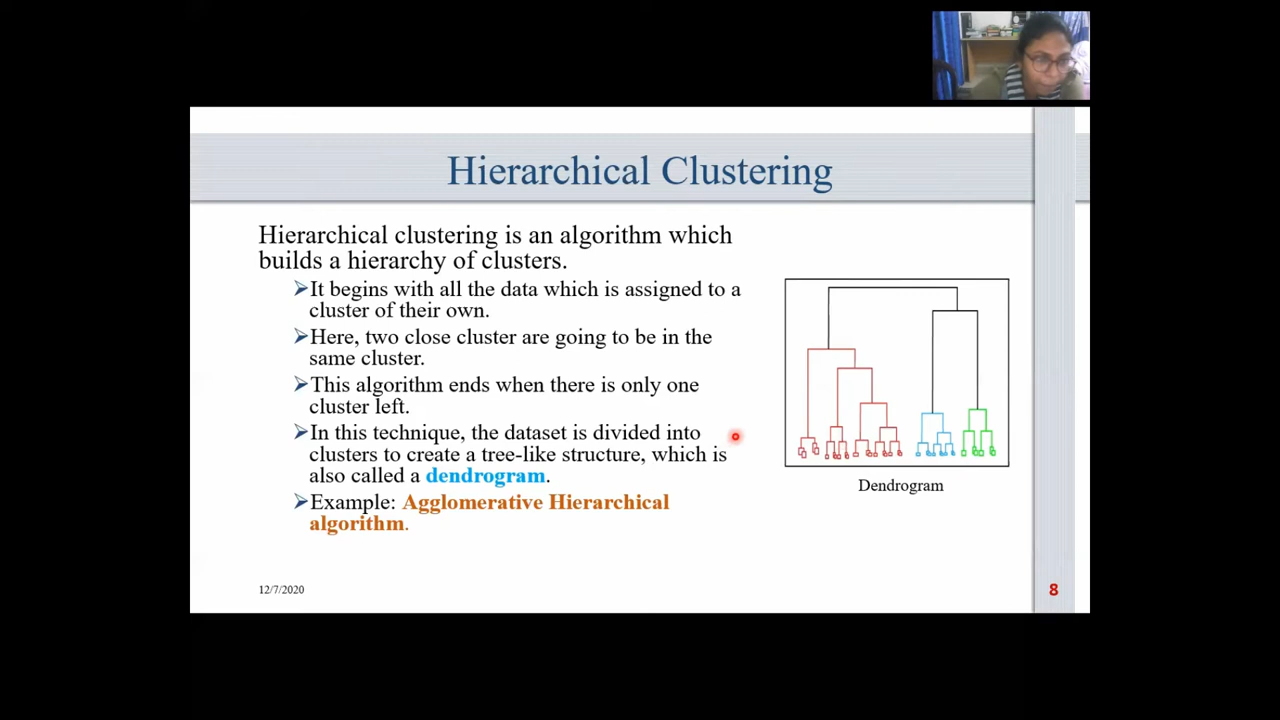 Hierarchical Clustering
Hierarchical clustering is an algorithm which
builds a hierarchy of clusters.
➢It begins with all the data which is assigned to a
cluster of their own.
➢Here, two close cluster are going to be in the
same cluster.
➢This algorithm ends when there is only one
cluster left.
➢In this technique, the dataset is divided into
clusters to create a tree-like structure, which is
also called a dendrogram.
➢Example: Agglomerative Hierarchical
algorithm.
Dendrogram
12/7/2020
8